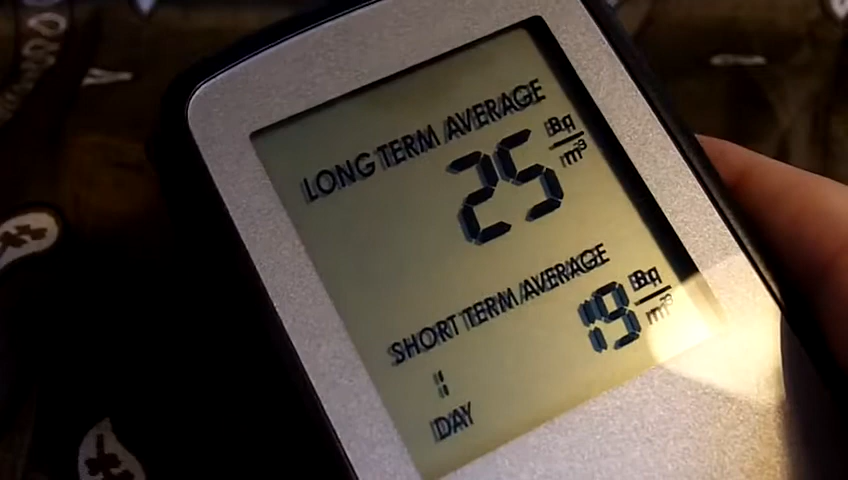 LONG TERM AVERAGE
25 Bq/m³
SHORT TERM AVERAGE
19 Bq/m³
1
DAY